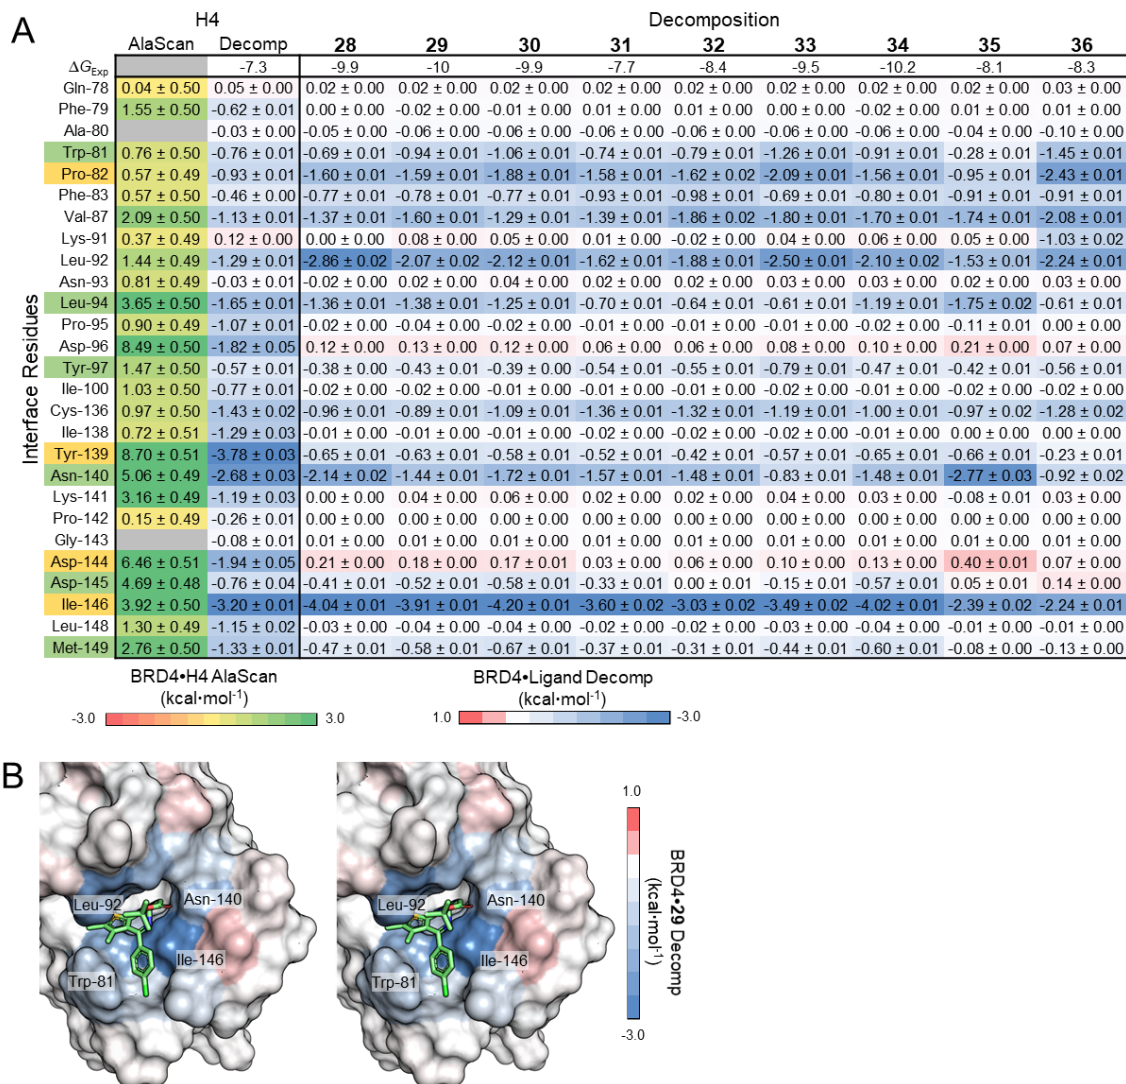 A
H4 Decomposition
AlaScan Decomp 28 29 30 31 32 33 34 35 36
ΔG_Exp -7.3 -9.9 -10 -9.9 -7.7 -8.4 -9.5 -10.2 -8.1 -8.3
Interface Residues
Gln-78 0.04 ± 0.50 0.05 ± 0.00 0.02 ± 0.00 0.02 ± 0.00 0.02 ± 0.00 0.02 ± 0.00 0.02 ± 0.00 0.02 ± 0.00 0.02 ± 0.00 0.02 ± 0.00 0.03 ± 0.00
Phe-79 1.55 ± 0.50 -0.62 ± 0.01 0.00 ± 0.00 -0.02 ± 0.00 -0.01 ± 0.00 0.01 ± 0.00 0.01 ± 0.00 0.00 ± 0.00 -0.02 ± 0.00 0.01 ± 0.00 0.01 ± 0.00
Ala-80 -0.03 ± 0.00 -0.05 ± 0.00 -0.06 ± 0.00 -0.06 ± 0.00 -0.06 ± 0.00 -0.06 ± 0.00 -0.06 ± 0.00 -0.06 ± 0.00 -0.04 ± 0.00 -0.10 ± 0.00
Trp-81 0.76 ± 0.50 -0.76 ± 0.01 -0.69 ± 0.01 -0.94 ± 0.01 -1.06 ± 0.01 -0.74 ± 0.01 -0.79 ± 0.01 -1.26 ± 0.01 -0.91 ± 0.01 -0.28 ± 0.01 -1.45 ± 0.01
Pro-82 0.57 ± 0.49 -0.93 ± 0.01 -1.60 ± 0.01 -1.59 ± 0.01 -1.88 ± 0.01 -1.58 ± 0.01 -1.62 ± 0.02 -2.09 ± 0.01 -1.56 ± 0.01 -0.95 ± 0.01 -2.43 ± 0.01
Phe-83 0.57 ± 0.50 -0.46 ± 0.00 -0.77 ± 0.01 -0.78 ± 0.01 -0.77 ± 0.01 -0.93 ± 0.01 -0.98 ± 0.01 -0.69 ± 0.01 -0.80 ± 0.01 -0.91 ± 0.01 -0.91 ± 0.01
Val-87 2.09 ± 0.50 -1.13 ± 0.01 -1.37 ± 0.01 -1.60 ± 0.01 -1.29 ± 0.01 -1.39 ± 0.01 -1.86 ± 0.02 -1.80 ± 0.01 -1.70 ± 0.01 -1.74 ± 0.01 -2.08 ± 0.01
Lys-91 0.37 ± 0.49 0.12 ± 0.00 0.00 ± 0.00 0.08 ± 0.00 0.05 ± 0.00 0.01 ± 0.00 -0.02 ± 0.00 0.04 ± 0.00 0.06 ± 0.00 0.05 ± 0.00 -1.03 ± 0.02
Leu-92 1.44 ± 0.49 -1.29 ± 0.01 -2.86 ± 0.02 -2.07 ± 0.02 -2.12 ± 0.01 -1.62 ± 0.01 -1.88 ± 0.01 -2.50 ± 0.01 -2.10 ± 0.02 -1.53 ± 0.01 -2.24 ± 0.01
Asn-93 0.81 ± 0.49 -0.03 ± 0.01 -0.02 ± 0.00 0.02 ± 0.00 0.04 ± 0.00 0.02 ± 0.00 0.02 ± 0.00 0.03 ± 0.00 0.03 ± 0.00 -0.02 ± 0.00 0.03 ± 0.01
Leu-94 3.65 ± 0.50 -1.65 ± 0.01 -1.36 ± 0.01 -1.38 ± 0.01 -1.25 ± 0.01 -0.70 ± 0.01 -0.64 ± 0.01 -0.61 ± 0.01 -1.19 ± 0.01 -1.75 ± 0.02 -0.61 ± 0.01
Pro-95 0.90 ± 0.49 -1.07 ± 0.01 -0.02 ± 0.00 -0.04 ± 0.00 -0.02 ± 0.00 -0.01 ± 0.00 -0.01 ± 0.00 -0.01 ± 0.00 -0.02 ± 0.00 -0.11 ± 0.01 0.00 ± 0.00
Asp-96 8.49 ± 0.50 -1.82 ± 0.05 0.12 ± 0.00 0.13 ± 0.00 0.12 ± 0.00 0.06 ± 0.00 0.06 ± 0.00 0.08 ± 0.00 0.10 ± 0.00 0.21 ± 0.00 0.07 ± 0.00
Tyr-97 1.47 ± 0.50 -0.57 ± 0.01 -0.38 ± 0.00 -0.43 ± 0.01 -0.39 ± 0.00 -0.54 ± 0.01 -0.55 ± 0.01 -0.79 ± 0.01 -0.47 ± 0.01 -0.42 ± 0.01 -0.56 ± 0.01
Ile-100 1.03 ± 0.50 -0.77 ± 0.01 -0.02 ± 0.00 -0.02 ± 0.00 -0.01 ± 0.00 -0.01 ± 0.00 -0.02 ± 0.00 -0.01 ± 0.00 -0.02 ± 0.00 -0.01 ± 0.00 -0.02 ± 0.00
Cys-136 0.97 ± 0.50 -1.43 ± 0.02 -0.96 ± 0.01 -0.89 ± 0.01 -1.09 ± 0.01 -1.36 ± 0.01 -1.32 ± 0.01 -1.19 ± 0.01 -1.00 ± 0.01 -0.97 ± 0.02 -1.28 ± 0.02
Ile-138 0.72 ± 0.51 -1.29 ± 0.03 -0.01 ± 0.00 -0.01 ± 0.00 -0.01 ± 0.00 -0.02 ± 0.00 -0.02 ± 0.00 -0.02 ± 0.00 -0.01 ± 0.00 -0.01 ± 0.00 -0.02 ± 0.00
Tyr-139 8.70 ± 0.51 -3.78 ± 0.03 -0.65 ± 0.01 -0.63 ± 0.01 -0.58 ± 0.01 -0.52 ± 0.01 -0.42 ± 0.01 -0.57 ± 0.01 -0.65 ± 0.01 -0.66 ± 0.01 -0.23 ± 0.01
Asn-140 5.06 ± 0.49 -2.68 ± 0.03 -2.14 ± 0.02 -1.44 ± 0.01 -1.72 ± 0.01 -1.57 ± 0.01 -1.48 ± 0.01 -0.83 ± 0.01 -1.48 ± 0.01 -2.77 ± 0.03 -0.92 ± 0.02
Lys-141 3.16 ± 0.49 -1.19 ± 0.03 0.00 ± 0.00 0.04 ± 0.00 0.06 ± 0.00 0.02 ± 0.00 0.02 ± 0.00 0.04 ± 0.00 0.03 ± 0.00 -0.08 ± 0.01 0.03 ± 0.00
Pro-142 0.15 ± 0.49 -0.26 ± 0.01 0.00 ± 0.00 0.00 ± 0.00 0.00 ± 0.00 0.00 ± 0.00 0.00 ± 0.00 0.00 ± 0.00 0.00 ± 0.00 0.00 ± 0.00 0.00 ± 0.00
Gly-143 -0.08 ± 0.01 0.01 ± 0.00 0.01 ± 0.00 0.01 ± 0.00 0.01 ± 0.00 0.01 ± 0.00 0.01 ± 0.00 0.01 ± 0.00 0.01 ± 0.00 0.01 ± 0.00
Asp-144 6.46 ± 0.51 -1.94 ± 0.05 0.21 ± 0.00 0.18 ± 0.00 0.17 ± 0.01 0.03 ± 0.00 0.06 ± 0.00 0.10 ± 0.00 0.13 ± 0.00 0.40 ± 0.01 0.07 ± 0.00
Asp-145 4.69 ± 0.48 -0.76 ± 0.04 -0.41 ± 0.01 -0.52 ± 0.01 -0.58 ± 0.01 -0.33 ± 0.01 0.00 ± 0.01 -0.15 ± 0.01 -0.57 ± 0.01 0.05 ± 0.01 0.14 ± 0.00
Ile-146 3.92 ± 0.50 -3.20 ± 0.01 -4.04 ± 0.01 -3.91 ± 0.01 -4.20 ± 0.01 -3.60 ± 0.02 -3.03 ± 0.02 -3.49 ± 0.02 -4.02 ± 0.01 -2.39 ± 0.02 -2.24 ± 0.01
Leu-148 1.30 ± 0.49 -1.15 ± 0.02 -0.03 ± 0.00 -0.04 ± 0.00 -0.04 ± 0.00 -0.03 ± 0.00 -0.02 ± 0.00 -0.03 ± 0.00 -0.04 ± 0.00 -0.01 ± 0.00 -0.01 ± 0.00
Met-149 2.76 ± 0.50 -1.33 ± 0.01 -0.47 ± 0.01 -0.58 ± 0.01 -0.67 ± 0.01 -0.37 ± 0.01 -0.31 ± 0.01 -0.44 ± 0.01 -0.60 ± 0.01 -0.08 ± 0.00 -0.13 ± 0.00
BRD4•H4 AlaScan
(kcal•mol⁻¹)
-3.0 3.0
BRD4•Ligand Decomp
(kcal•mol⁻¹)
1.0 -3.0
B
Leu-92 Asn-140
Ile-146
Trp-81
Leu-92 Asn-140
Ile-146
Trp-81
1.0
BRD4•29 Decomp
(kcal•mol⁻¹)
-3.0